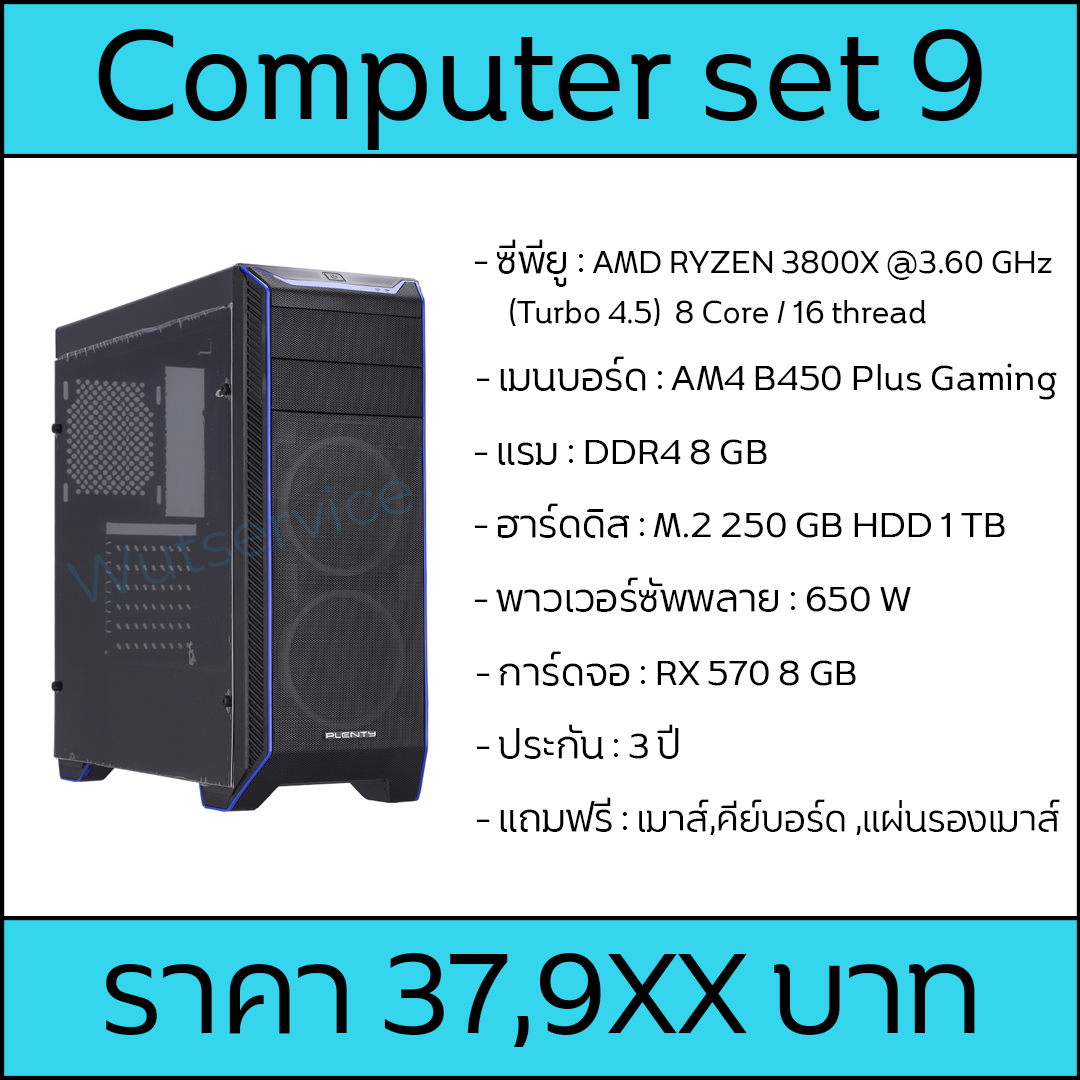 Computer set 9
- ซีพียู : AMD RYZEN 3800X @3.60 GHz
(Turbo 4.5) 8 Core / 16 thread
- เมนบอร์ด : AM4 B450 Plus Gaming
- แรม : DDR4 8 GB
- ฮาร์ดดิส : M.2 250 GB HDD 1 TB
- พาวเวอร์ซัพพลาย : 650 W
- การ์ดจอ : RX 570 8 GB
- ประกัน : 3 ปี
- แถมฟรี : เมาส์,คีย์บอร์ด ,แผ่นรองเมาส์
Wutservice
PLENTY
ราคา 37,9XX บาท